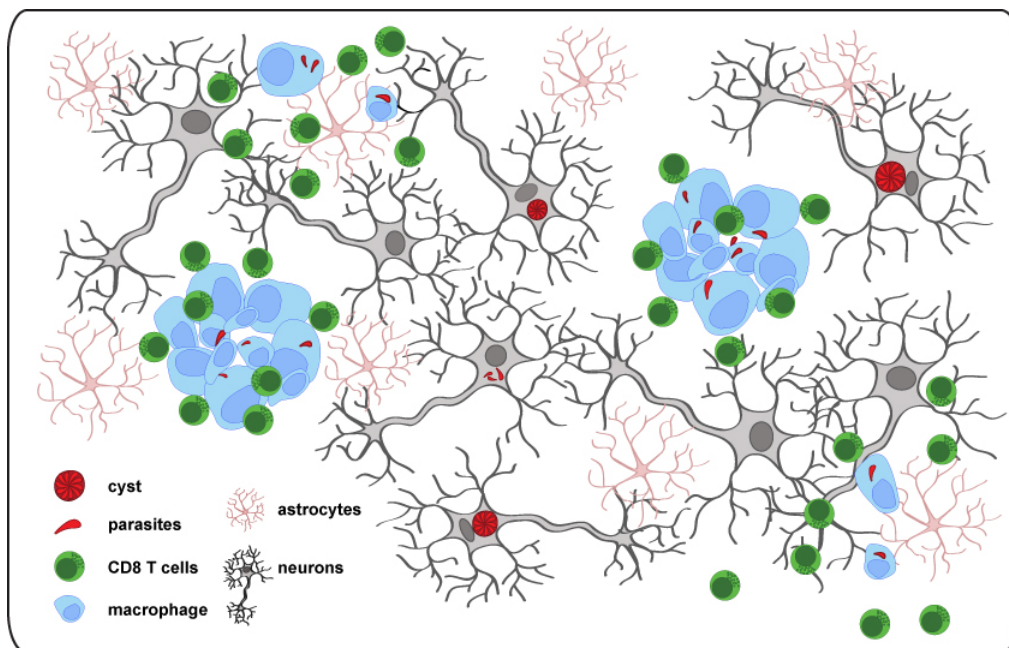 cyst
parasites
CD8 T cells
macrophage
astrocytes
neurons